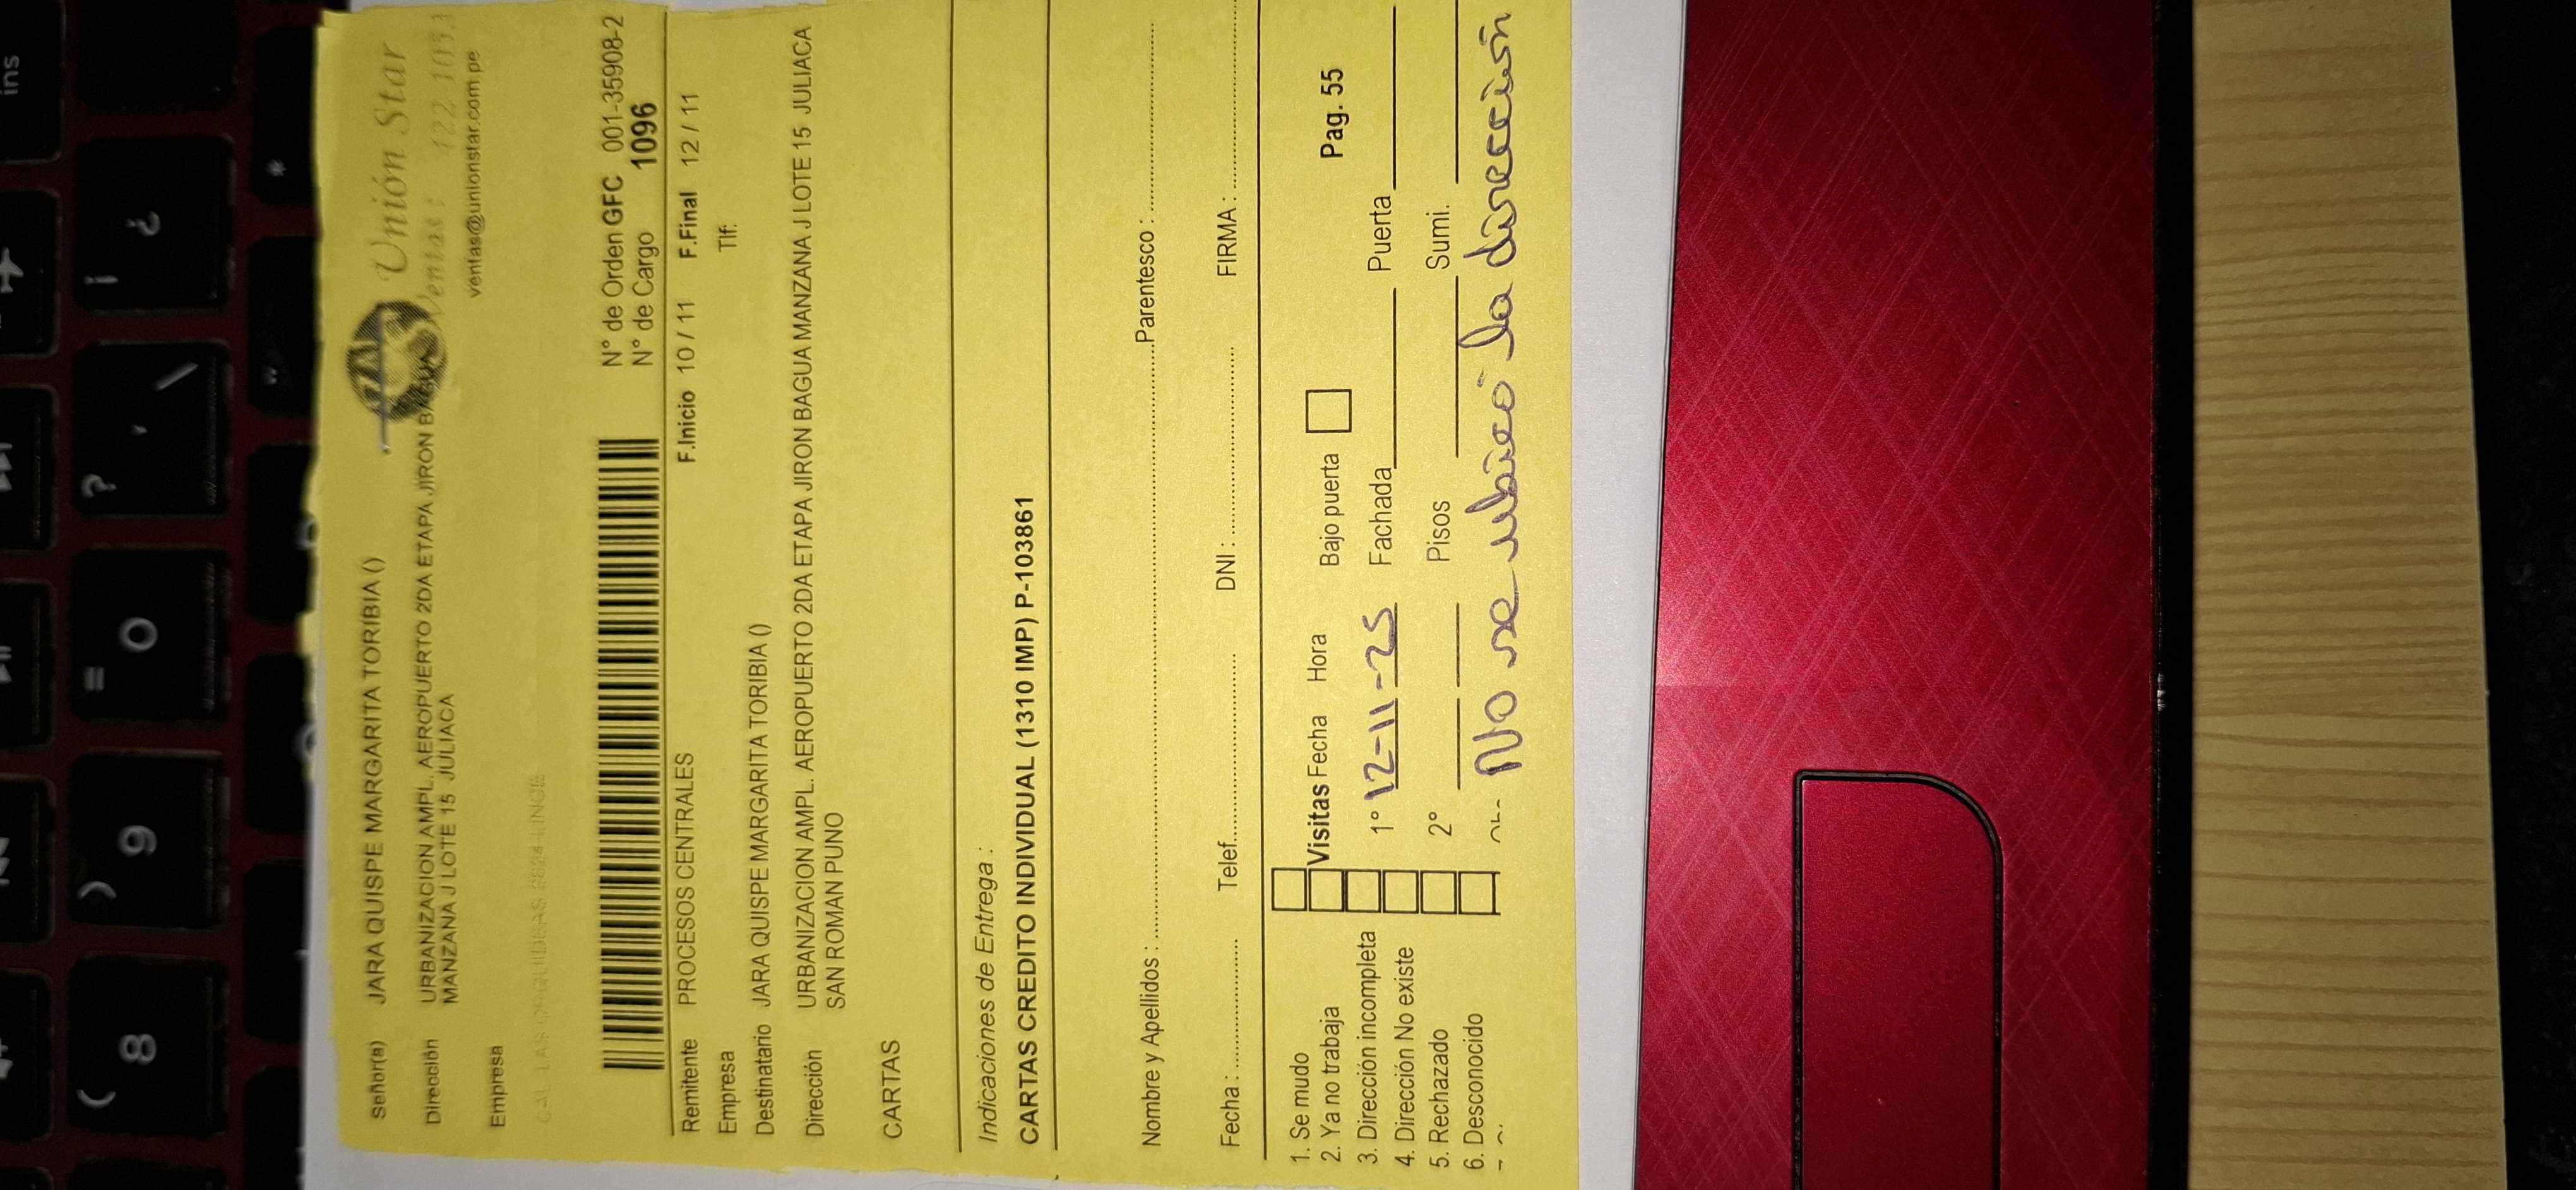 Señor(a) JARA QUISPE MARGARITA TORIBIA ()
Unión Star
Dirección URBANIZACION AMPL. AEROPUERTO 2DA ETAPA JIRON BAGUA
MANZANA J LOTE 15 JULIACA
Ventas :
ventas@unionstar.com.pe
Empresa
N° de Orden GFC 001-35908-2
N° de Cargo 1096
Remitente PROCESOS CENTRALES F.Inicio 10 / 11 F.Final 12 / 11
Empresa Tlf:
Destinatario JARA QUISPE MARGARITA TORIBIA ()
Dirección URBANIZACION AMPL. AEROPUERTO 2DA ETAPA JIRON BAGUA MANZANA J LOTE 15 JULIACA
SAN ROMAN PUNO
CARTAS
Indicaciones de Entrega :
CARTAS CREDITO INDIVIDUAL (1310 IMP) P-103861
Nombre y Apellidos : Parentesco :
Fecha : Telef. DNI : FIRMA :
1. Se mudo
2. Ya no trabaja Visitas Fecha Hora Bajo puerta Pag. 55
3. Dirección incompleta 1° 12-11-25 Fachada Puerta
4. Dirección No existe
5. Rechazado 2° Pisos Sumi.
6. Desconocido
No se ubicó la dirección
ins
? ' ¿ ¡
= 0
) 9
( 8